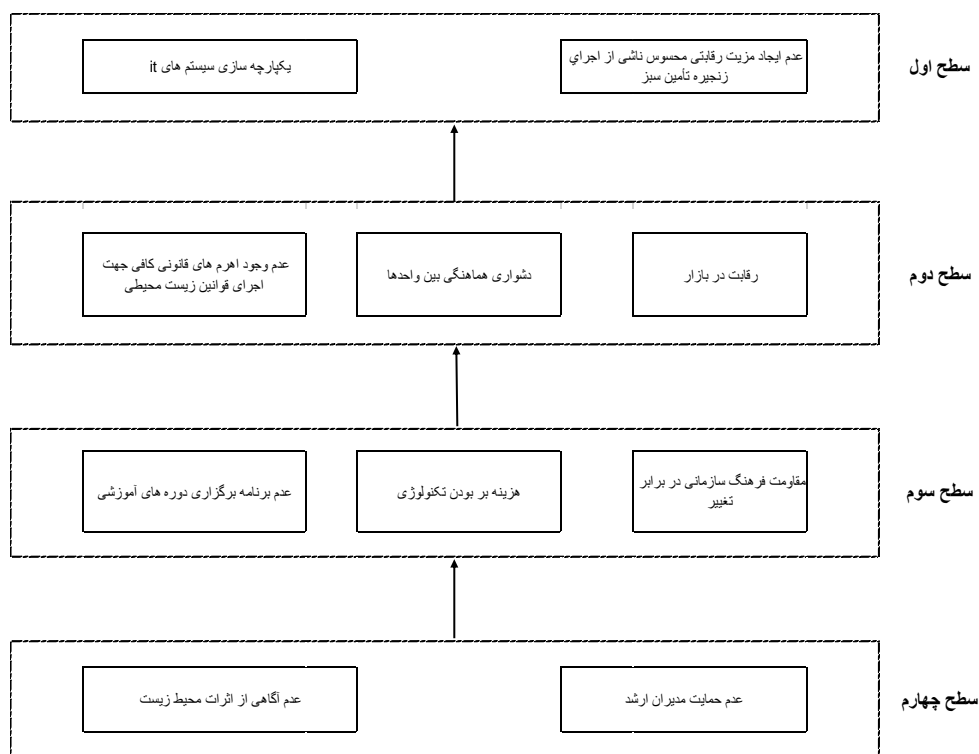 سطح اول
عدم ایجاد مزیت رقابتی محسوس ناشی از اجراي
زنجیره تأمین سبز
یکپارچه سازی سیستم های it
سطح دوم
رقابت در بازار
دشواری هماهنگی بین واحدها
عدم وجود اهرم های قانونی کافی جهت
اجرای قوانین زیست محیطی
سطح سوم
مقاومت فرهنگ سازمانی در برابر
تغییر
هزینه بر بودن تکنولوژی
عدم برنامه برگزاری دوره های آموزشی
سطح چهارم
عدم حمایت مدیران ارشد
عدم آگاهی از اثرات محیط زیست